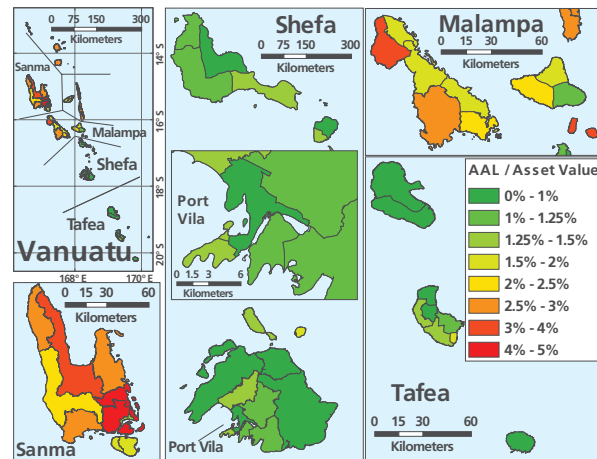 0 75 150 300
Kilometers
14°S
Sanma
16°S
Malampa
Shefa
18°S
Tafea
Vanuatu
20°S
168°E
170°E
Shefa
0 75 150 300
Kilometers
Port
Vila
0 1.5 3 6
Kilometers
Port Vila
Malampa
0 15 30 60
Kilometers
AAL / Asset Value
0% - 1%
1% - 1.25%
1.25% - 1.5%
1.5% - 2%
2% - 2.5%
2.5% - 3%
3% - 4%
4% - 5%
0 15 30 60
Kilometers
Sanma
Tafea
0 15 30 60
Kilometers